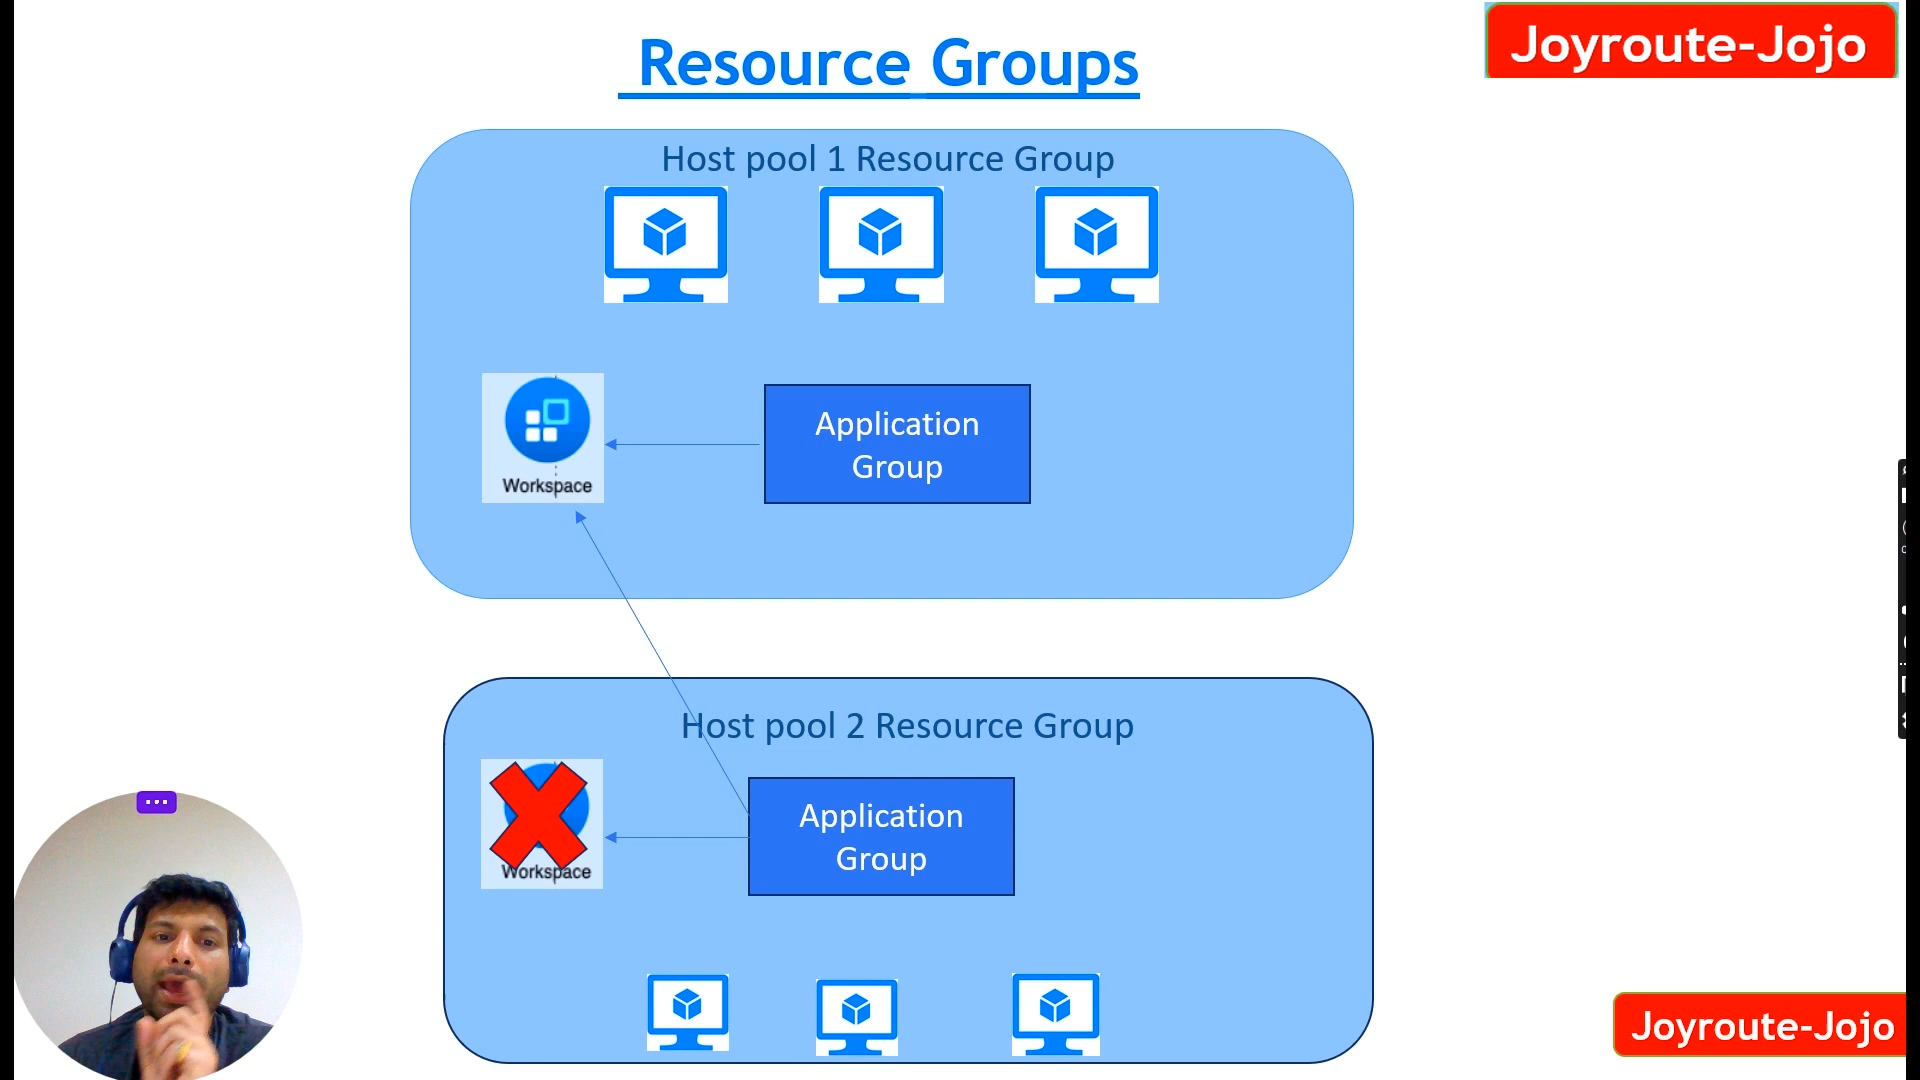 Resource Groups
Joyroute-Jojo
Host pool 1 Resource Group
Application
Group
Workspace
Host pool 2 Resource Group
Application
Group
Workspace
Joyroute-Jojo